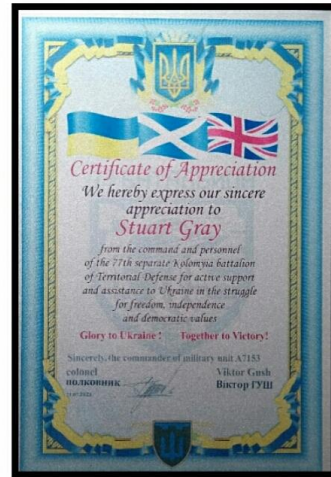 Certificate of Appreciation
We hereby express our sincere
appreciation to
Stuart Gray
from the command and personnel
of the 77th separate Kolomyia battalion
of Territorial Defense for active support
and assistance to Ukraine in the struggle
for freedom, independence
and democratic values
Glory to Ukraine! Together to Victory!
Sincerely, the commander of military unit A7153
colonel Viktor Gush
полковник Віктор ГУШ